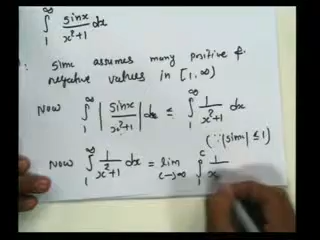 ∫₁^∞ sinx/(x²+1) dx
: sinx assumes many positive &
negative values in [1, ∞)
Now ∫₁^∞ |sinx/(x²+1)| dx ≤ ∫₁^∞ 1/(x²+1) dx
(∵ |sinx| ≤ 1)
Now ∫₁^∞ 1/(x²+1) dx = lim c→∞ ∫₁^c 1/x